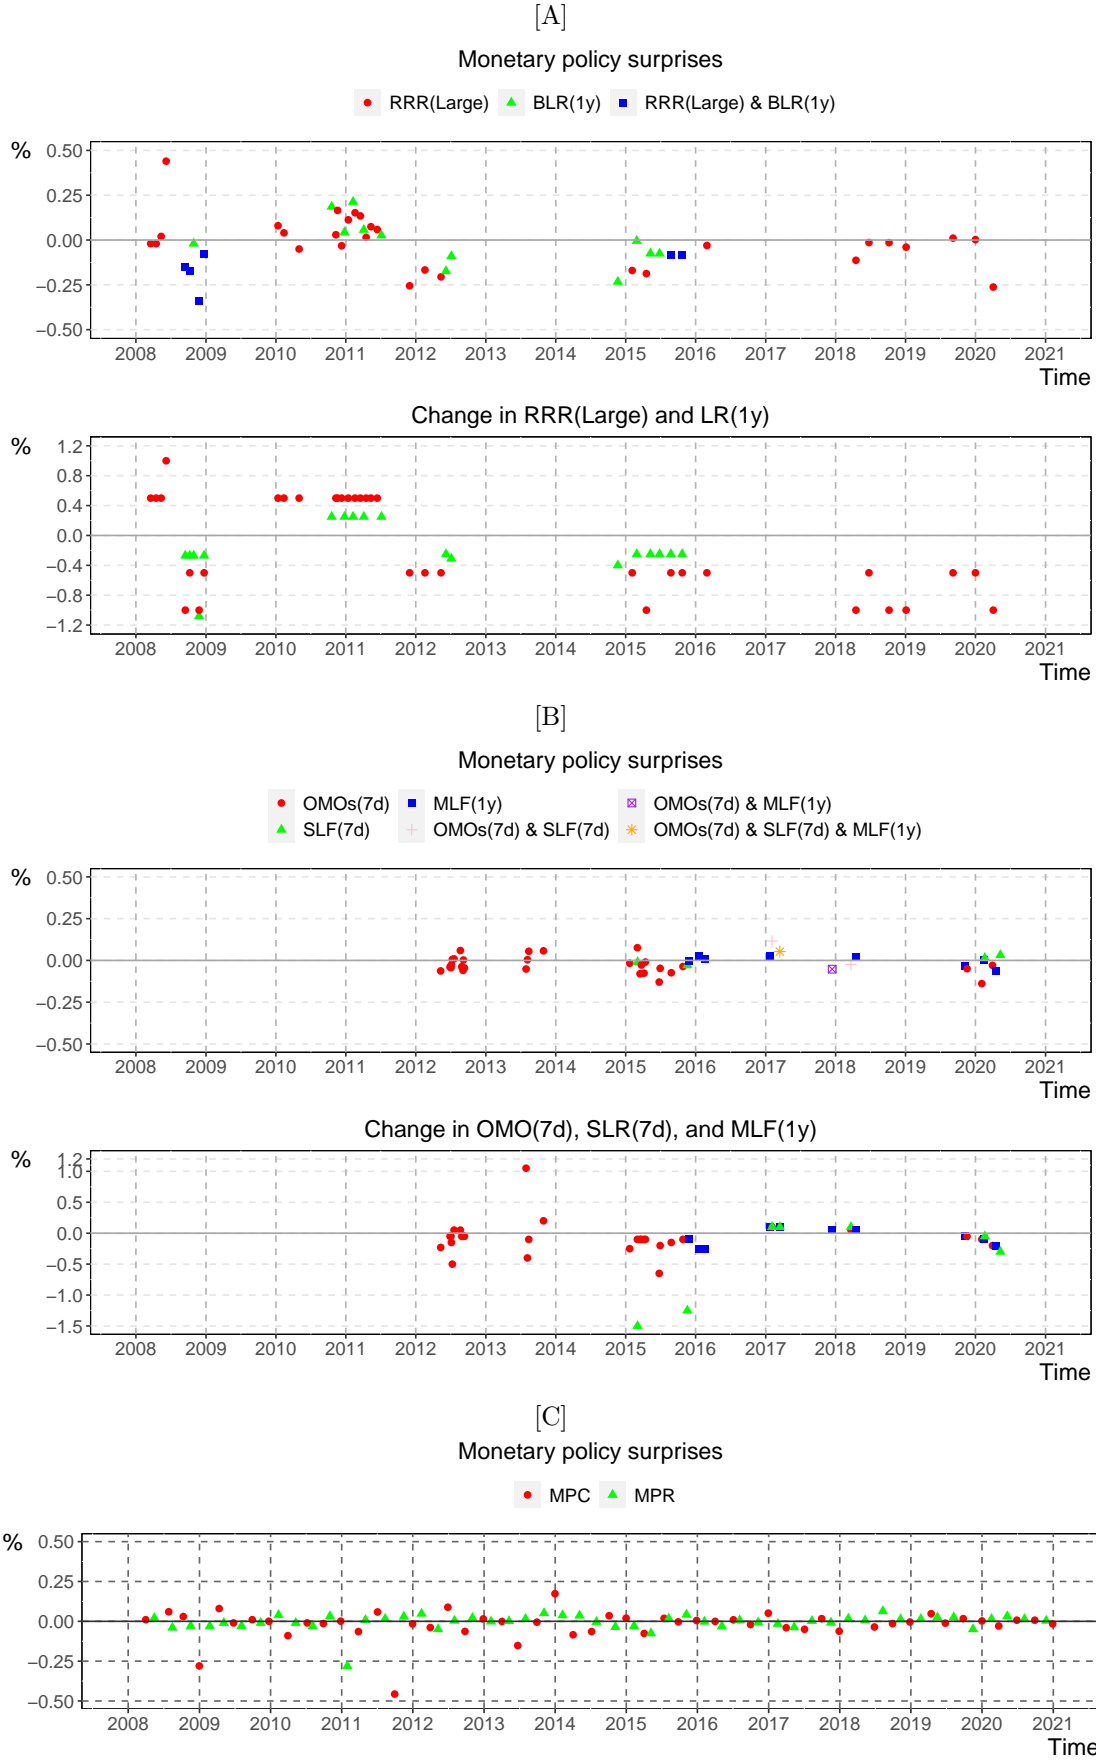 [A]
Monetary policy surprises
RRR(Large) BLR(1y) RRR(Large) & BLR(1y)
%
0.50
0.25
0.00
−0.25
−0.50
2008 2009 2010 2011 2012 2013 2014 2015 2016 2017 2018 2019 2020 2021
Time
Change in RRR(Large) and LR(1y)
%
1.2
0.8
0.4
0.0
−0.4
−0.8
−1.2
2008 2009 2010 2011 2012 2013 2014 2015 2016 2017 2018 2019 2020 2021
Time
[B]
Monetary policy surprises
OMOs(7d) MLF(1y) OMOs(7d) & MLF(1y)
SLF(7d) OMOs(7d) & SLF(7d) OMOs(7d) & SLF(7d) & MLF(1y)
%
0.50
0.25
0.00
−0.25
−0.50
2008 2009 2010 2011 2012 2013 2014 2015 2016 2017 2018 2019 2020 2021
Time
Change in OMO(7d), SLR(7d), and MLF(1y)
%
1.2
1.0
0.5
0.0
−0.5
−1.0
−1.5
2008 2009 2010 2011 2012 2013 2014 2015 2016 2017 2018 2019 2020 2021
Time
[C]
Monetary policy surprises
MPC MPR
%
0.50
0.25
0.00
−0.25
−0.50
2008 2009 2010 2011 2012 2013 2014 2015 2016 2017 2018 2019 2020 2021
Time